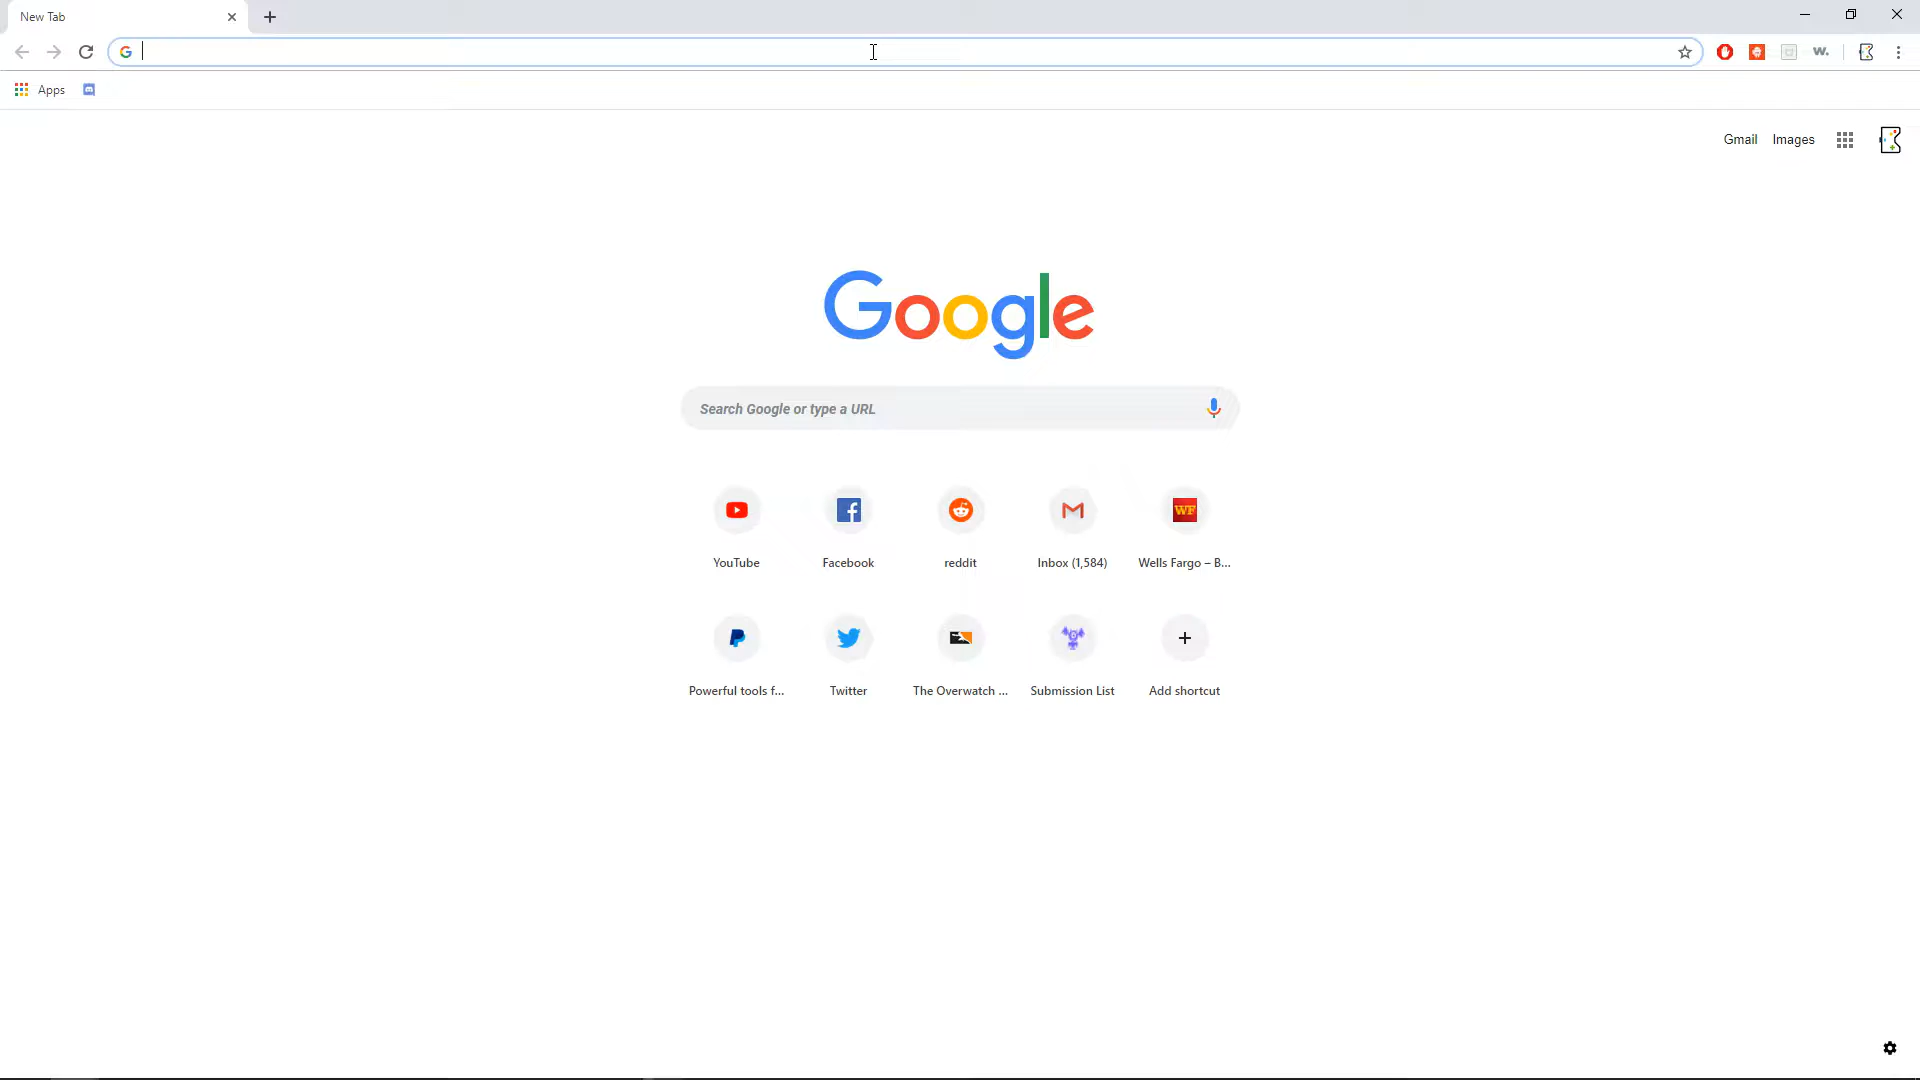 New Tab
Apps
Gmail Images
Google
Search Google or type a URL
YouTube Facebook reddit Inbox (1,584) Wells Fargo – B...
Powerful tools f... Twitter The Overwatch ... Submission List Add shortcut
WF
w.